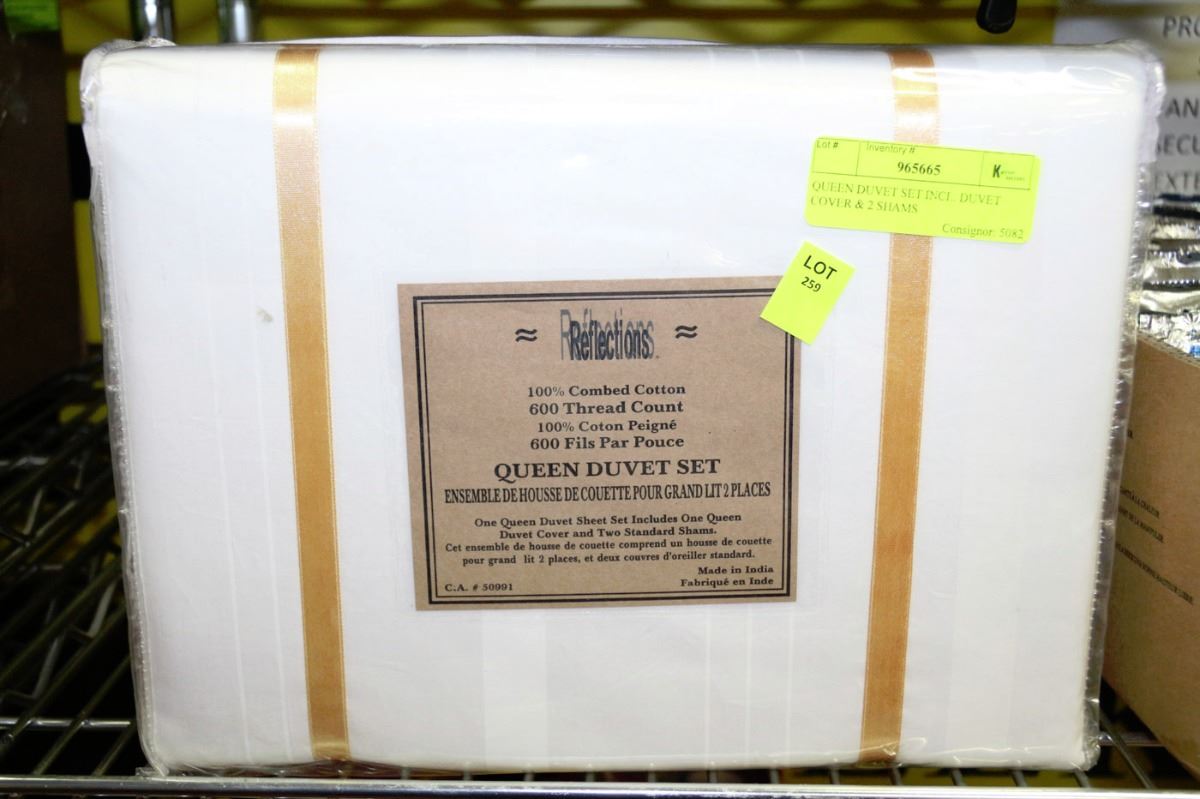 Lot #
Inventory #
965665
K
QUEEN DUVET SET INCL. DUVET
COVER & 2 SHAMS
Consignor: 5082
LOT
259
≈ Réflections ≈
100% Combed Cotton
600 Thread Count
100% Coton Peigné
600 Fils Par Pouce
QUEEN DUVET SET
ENSEMBLE DE HOUSSE DE COUETTE POUR GRAND LIT 2 PLACES
One Queen Duvet Sheet Set Includes One Queen
Duvet Cover and Two Standard Shams.
Cet ensemble de housse de couette comprend un housse de couette
pour grand lit 2 places, et deux couvres d'oreiller standard.
Made in India
Fabriqué en Inde
C.A. # 50991